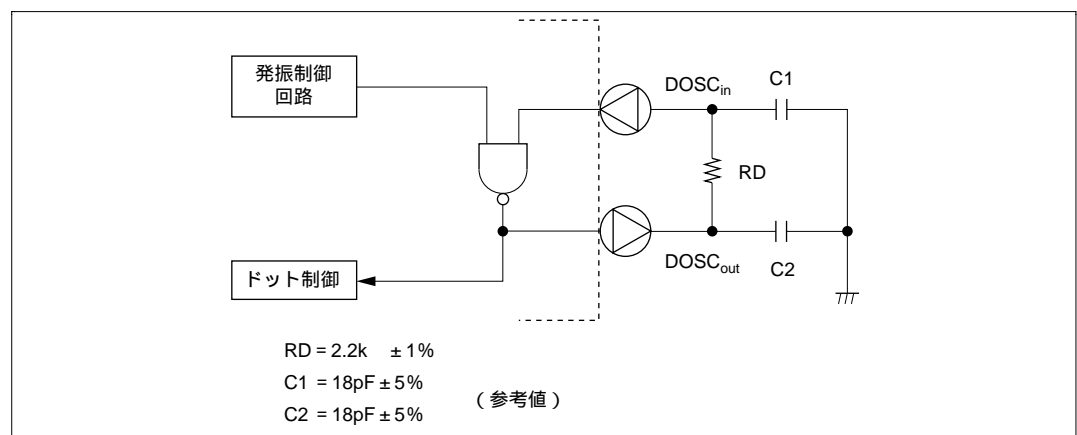 発振制御
回路
DOSCin
C1
RD
ドット制御
DOSCout
C2
RD = 2.2k ±1%
C1 = 18pF ± 5%
(参考値)
C2 = 18pF ± 5%